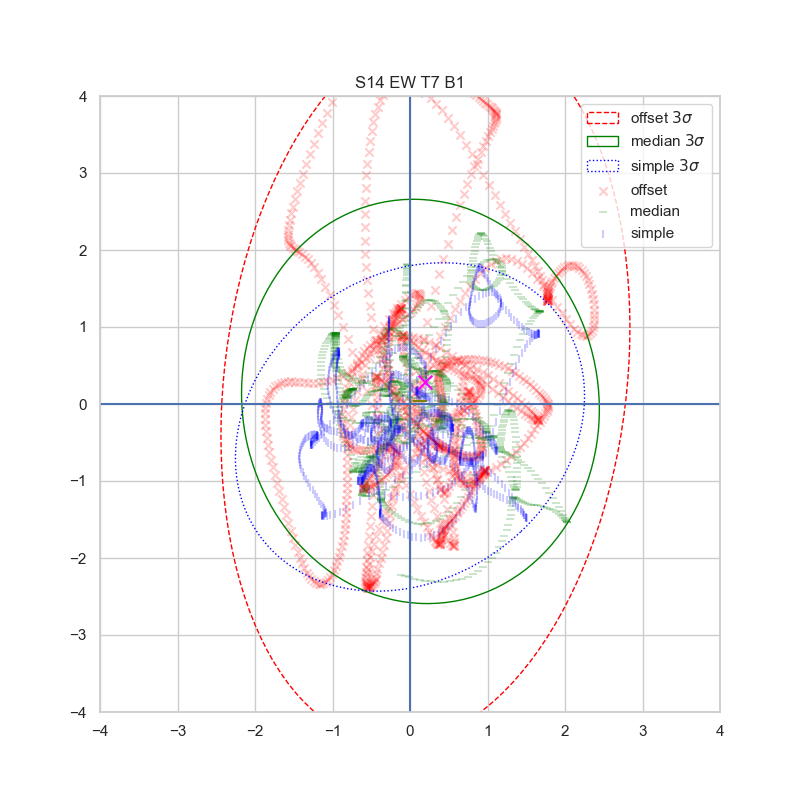 S14 EW T7 B1
offset 3σ
median 3σ
simple 3σ
offset
median
simple
4
3
2
1
0
−1
−2
−3
−4
−4 −3 −2 −1 0 1 2 3 4